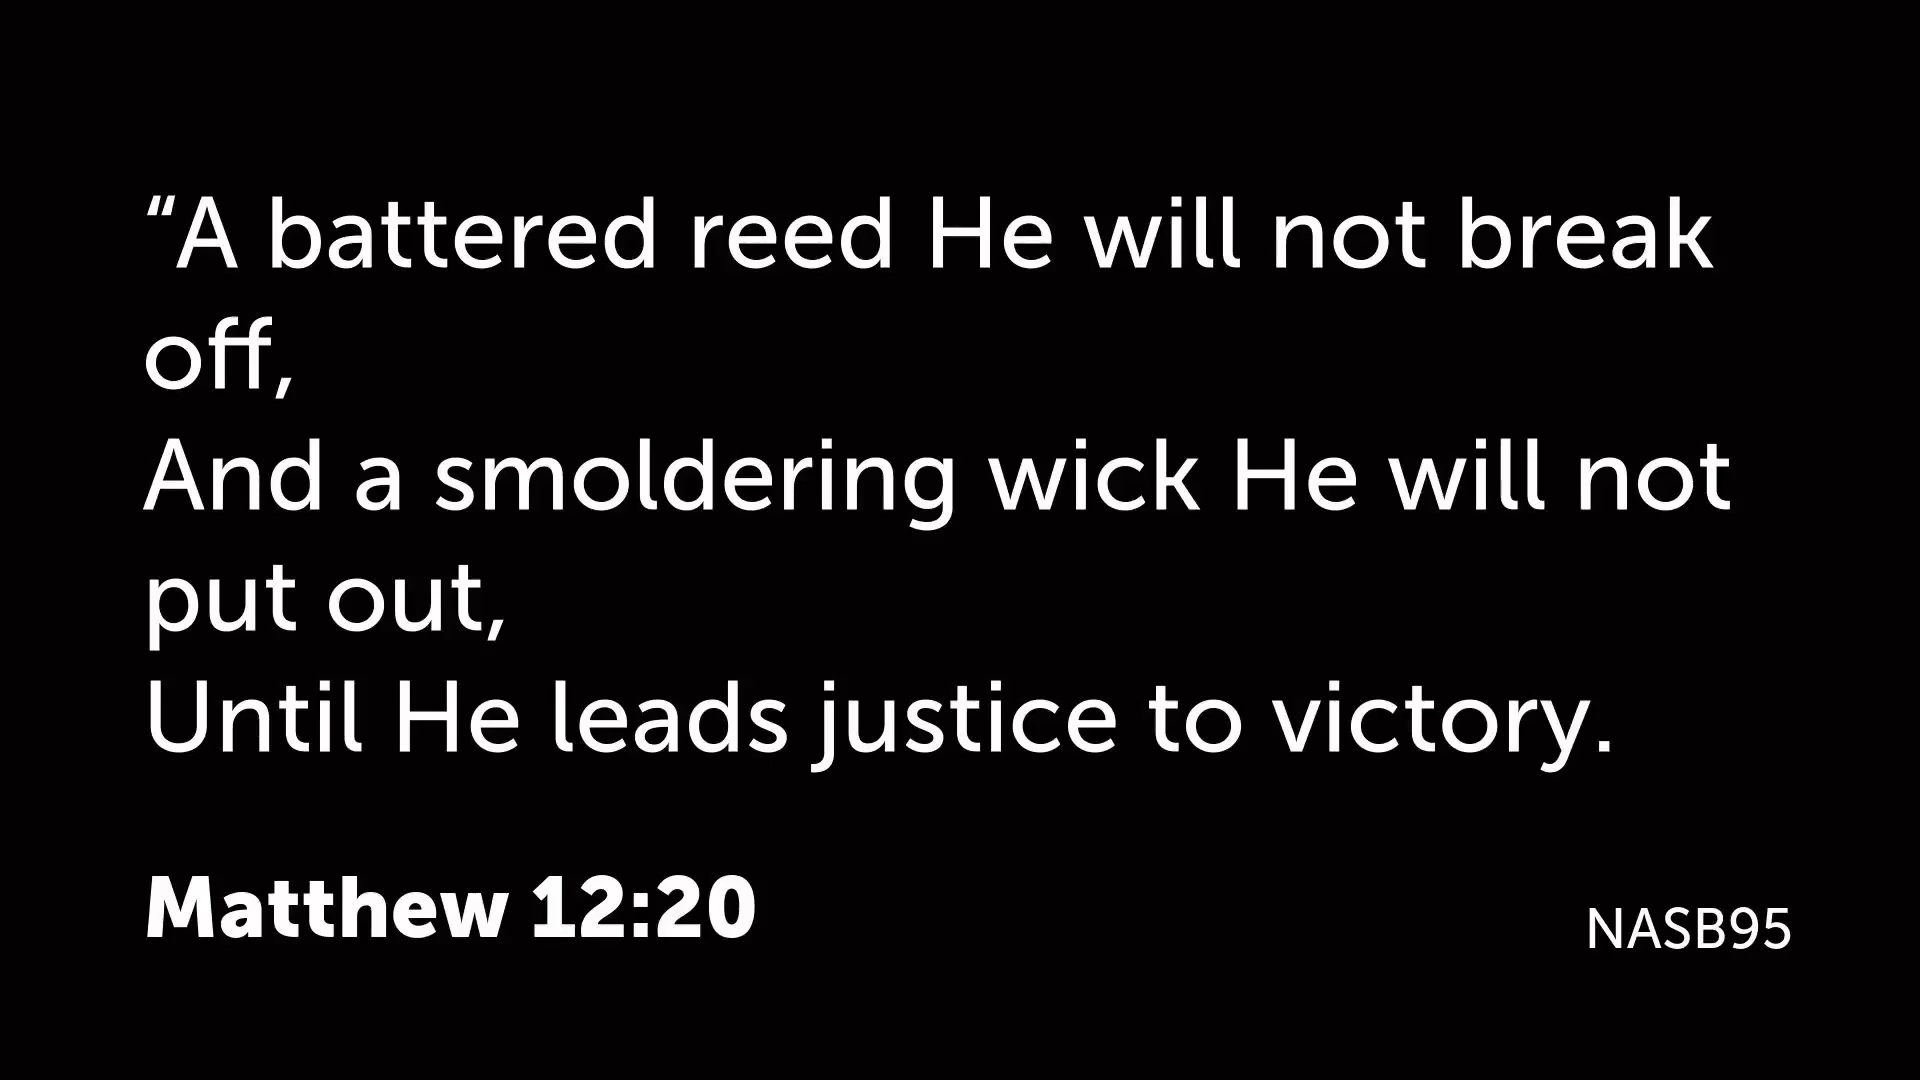 “A battered reed He will not break
off,
And a smoldering wick He will not
put out,
Until He leads justice to victory.
Matthew 12:20
NASB95